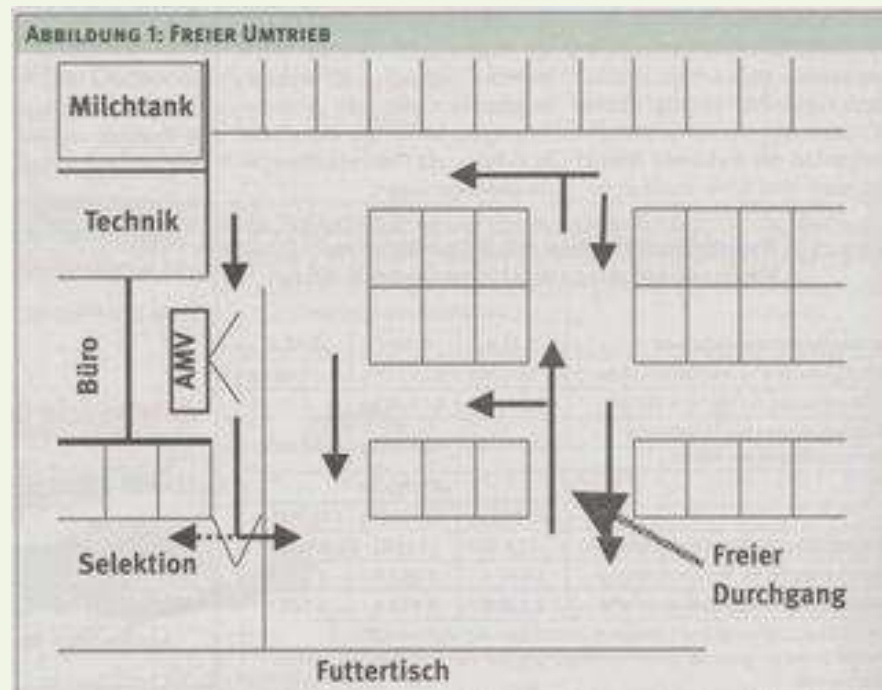 ABBILDUNG 1: FREIER UMTRIEB
Milchtank
Technik
Büro
AMV
Selektion
Freier
Durchgang
Futtertisch